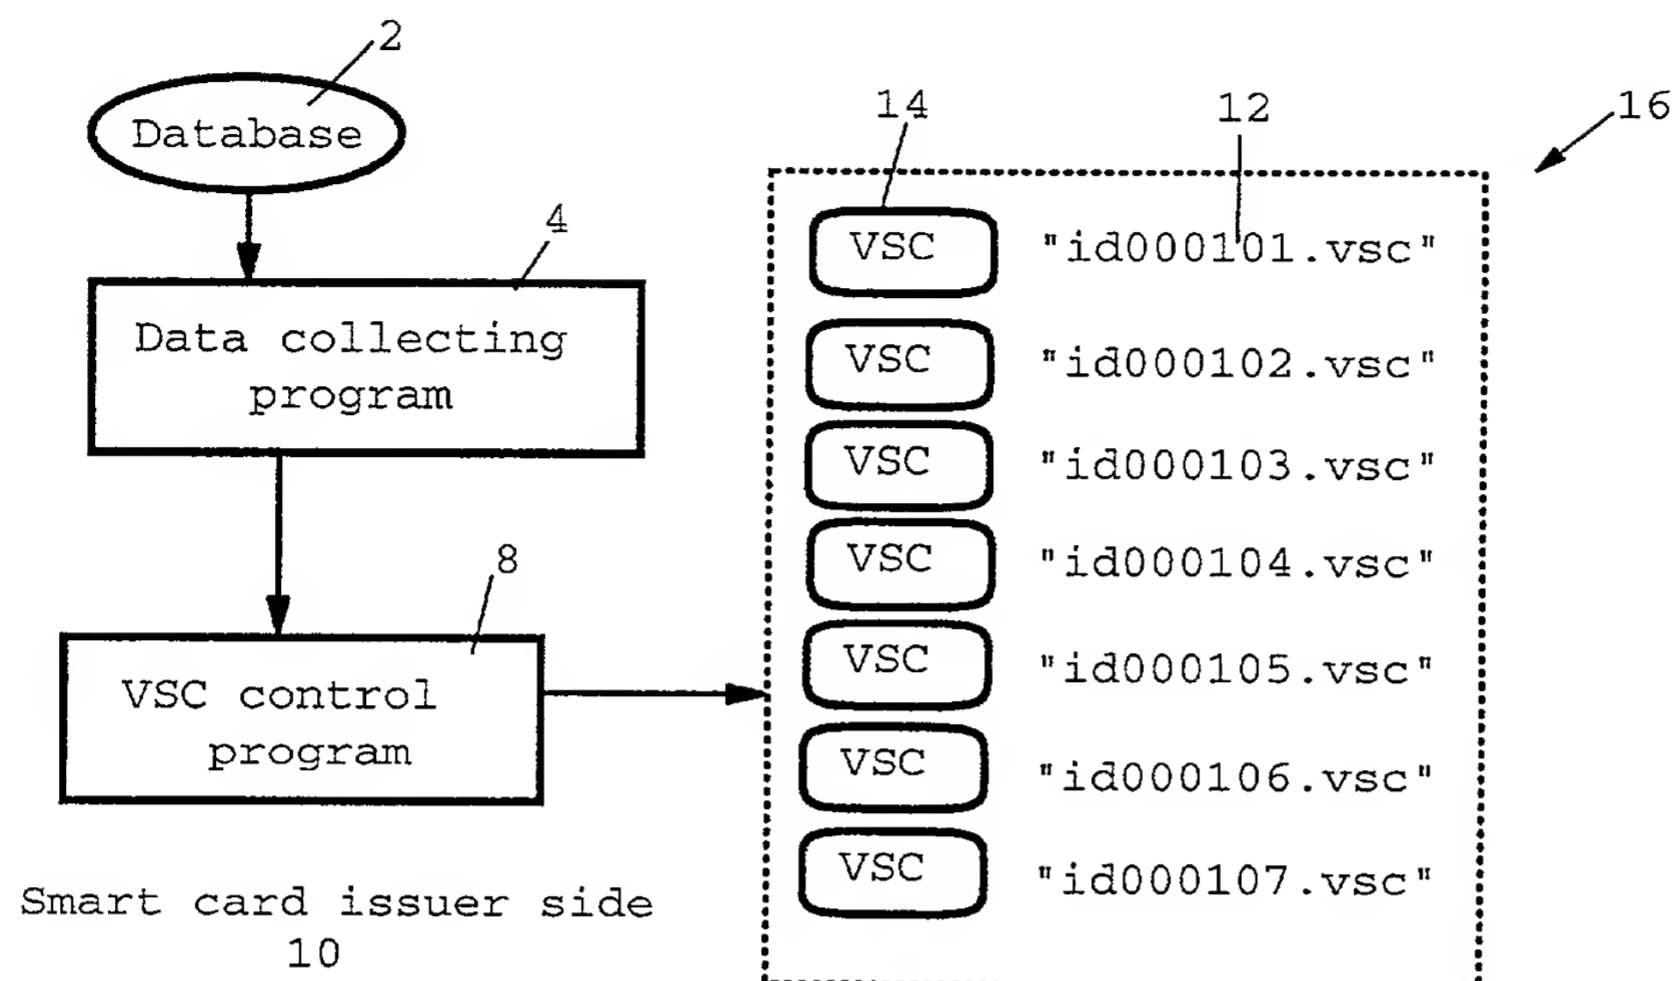 2
Database
4
Data collecting
program
8
VSC control
program
Smart card issuer side
10
14
12
16
VSC "id000101.vsc"
VSC "id000102.vsc"
VSC "id000103.vsc"
VSC "id000104.vsc"
VSC "id000105.vsc"
VSC "id000106.vsc"
VSC "id000107.vsc"